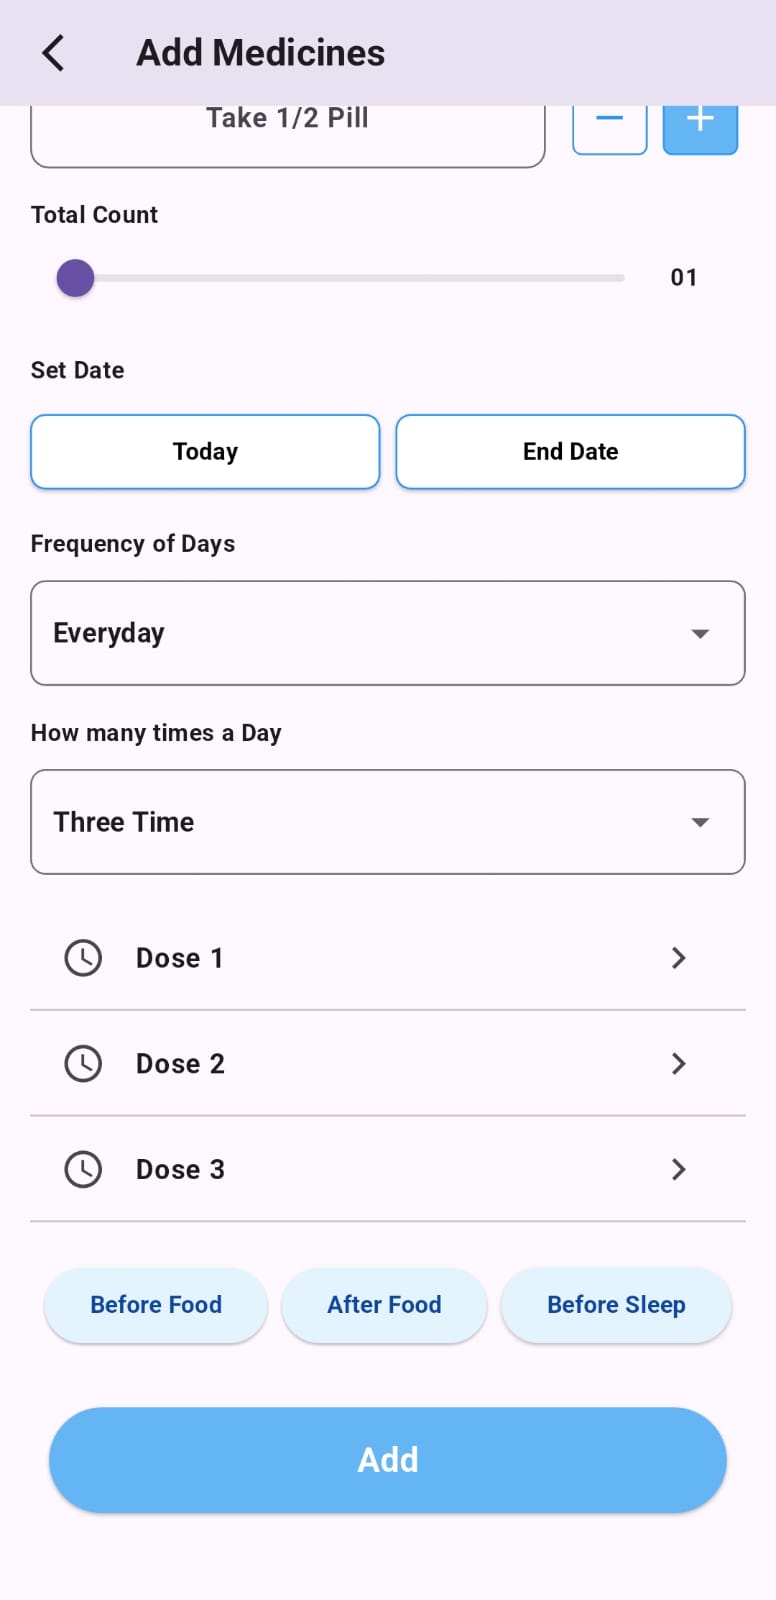 Add Medicines
Take 1/2 Pill
Total Count
01
Set Date
Today
End Date
Frequency of Days
Everyday
How many times a Day
Three Time
Dose 1
Dose 2
Dose 3
Before Food
After Food
Before Sleep
Add